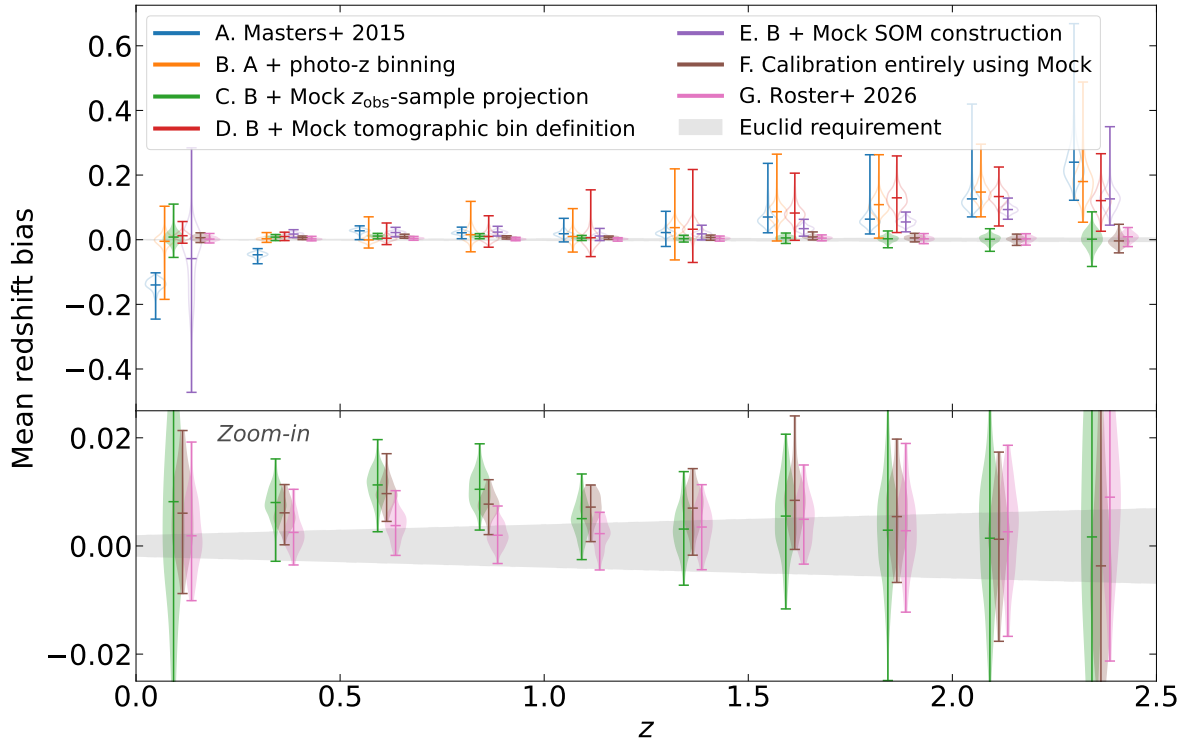 0.6
0.4
0.2
0.0
−0.2
−0.4
Mean redshift bias
A. Masters+ 2015
B. A + photo-z binning
C. B + Mock z_obs-sample projection
D. B + Mock tomographic bin definition
E. B + Mock SOM construction
F. Calibration entirely using Mock
G. Roster+ 2026
Euclid requirement
Zoom-in
0.02
0.00
−0.02
0.0 0.5 1.0 1.5 2.0 2.5
z